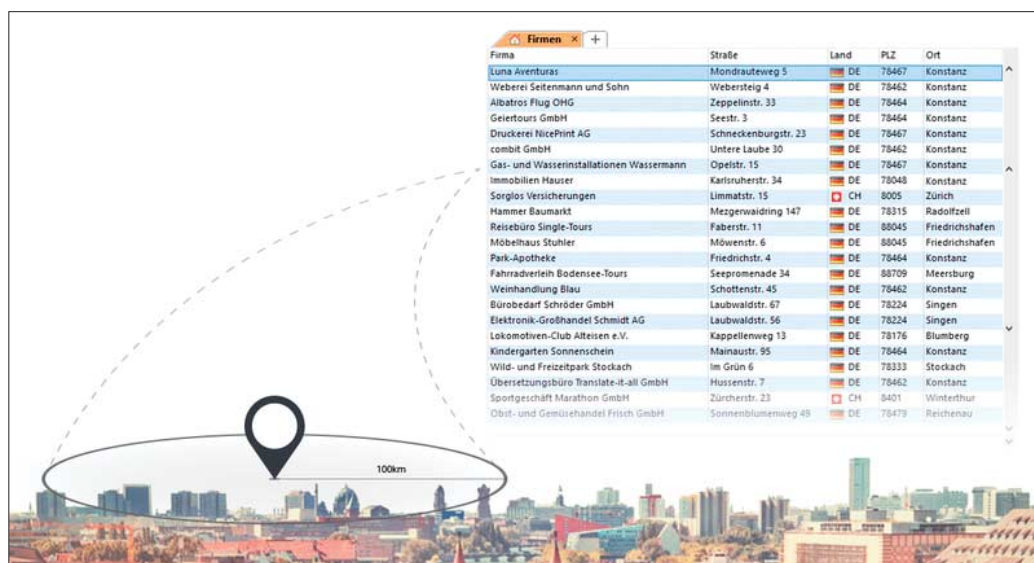 Firmen × +
Firma Straße Land PLZ Ort
Luna Aventuras Mondrauteweg 5 DE 78467 Konstanz
Weberei Seitenmann und Sohn Webersteig 4 DE 78462 Konstanz
Albatros Flug OHG Zeppelinstr. 33 DE 78464 Konstanz
Geiertours GmbH Seestr. 3 DE 78464 Konstanz
Druckerei NicePrint AG Schneckenburgstr. 23 DE 78467 Konstanz
combit GmbH Untere Laube 30 DE 78462 Konstanz
Gas- und Wasserinstallationen Wassermann Opelstr. 15 DE 78467 Konstanz
Immobilien Hauser Karlsruherstr. 34 DE 78048 Konstanz
Sorglos Versicherungen Limmatstr. 15 CH 8005 Zürich
Hammer Baumarkt Mezgerwaidring 147 DE 78315 Radolfzell
Reisebüro Single-Tours Faberstr. 11 DE 88045 Friedrichshafen
Möbelhaus Stuhler Möwenstr. 6 DE 88045 Friedrichshafen
Park-Apotheke Friedrichstr. 4 DE 78464 Konstanz
Fahrradverleih Bodensee-Tours Seepromenade 34 DE 88709 Meersburg
Weinhandlung Blau Schottenstr. 45 DE 78462 Konstanz
Bürobedarf Schröder GmbH Laubwaldstr. 67 DE 78224 Singen
Elektronik-Großhandel Schmidt AG Laubwaldstr. 56 DE 78224 Singen
Lokomotiven-Club Alteisen e.V. Kappellenweg 13 DE 78176 Blumberg
Kindergarten Sonnenschein Mainaustr. 95 DE 78464 Konstanz
Wild- und Freizeitpark Stockach Im Grün 6 DE 78333 Stockach
Übersetzungsbüro Translate-it-all GmbH Hussenstr. 7 DE 78462 Konstanz
Sportgeschäft Marathon GmbH Zürcherstr. 23 CH 8401 Winterthur
Obst- und Gemüsehandel Frisch GmbH Sonnenblumenweg 49 DE 78479 Reichenau
100km